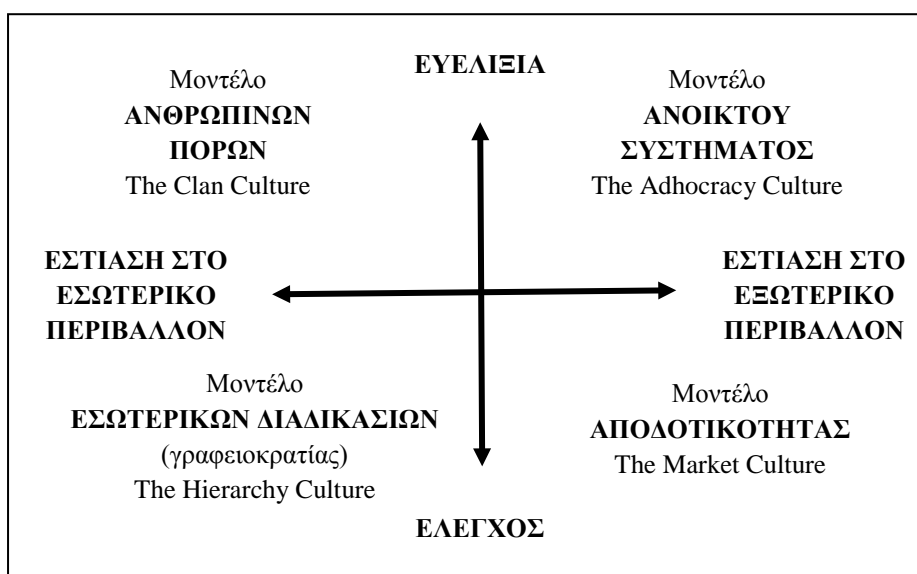 ΕΥΕΛΙΞΙΑ
Μοντέλο
ΑΝΘΡΩΠΙΝΩΝ
ΠΟΡΩΝ
The Clan Culture
Μοντέλο
ΑΝΟΙΚΤΟΥ
ΣΥΣΤΗΜΑΤΟΣ
The Adhocracy Culture
ΕΣΤΙΑΣΗ ΣΤΟ
ΕΣΩΤΕΡΙΚΟ
ΠΕΡΙΒΑΛΛΟΝ
ΕΣΤΙΑΣΗ ΣΤΟ
ΕΞΩΤΕΡΙΚΟ
ΠΕΡΙΒΑΛΛΟΝ
Μοντέλο
ΕΣΩΤΕΡΙΚΩΝ ΔΙΑΔΙΚΑΣΙΩΝ
(γραφειοκρατίας)
The Hierarchy Culture
Μοντέλο
ΑΠΟΔΟΤΙΚΟΤΗΤΑΣ
The Market Culture
ΕΛΕΓΧΟΣ